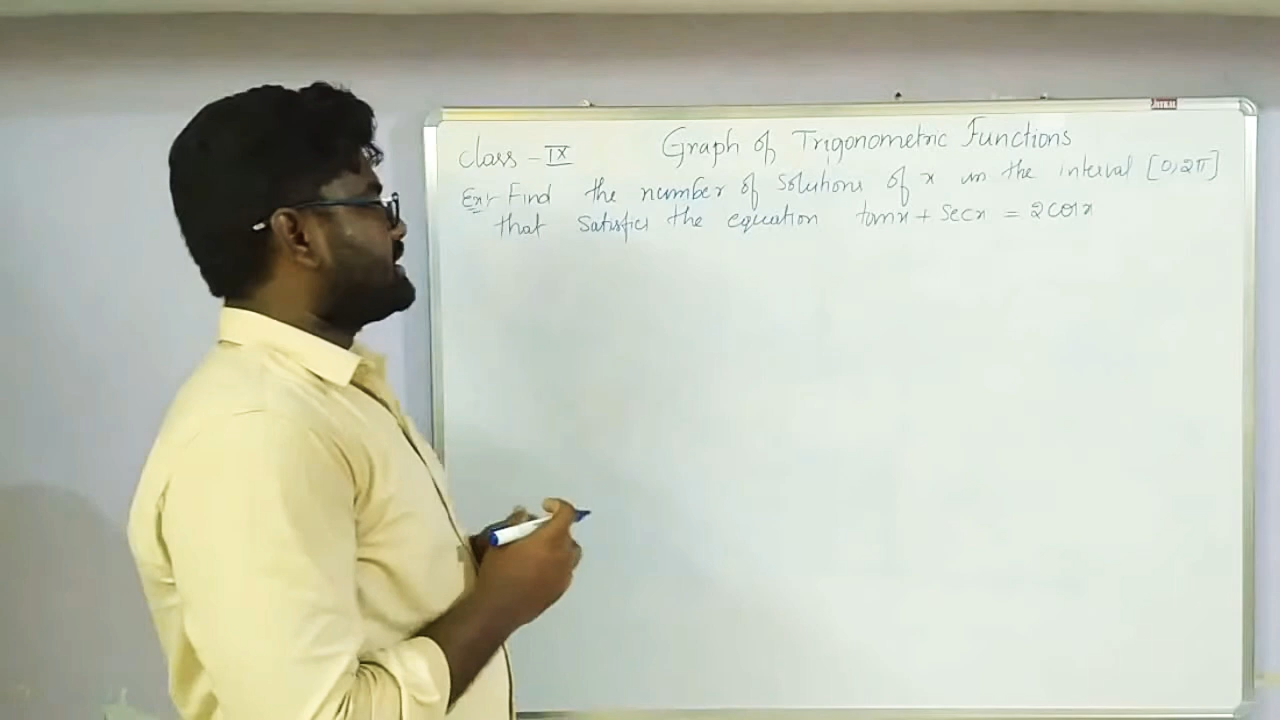 Class - IX
Graph of Trigonometric Functions
Ex:- Find the number of solutions of x in the interval [0, 2π]
that satisfies the equation tanx + secx = 2cosx